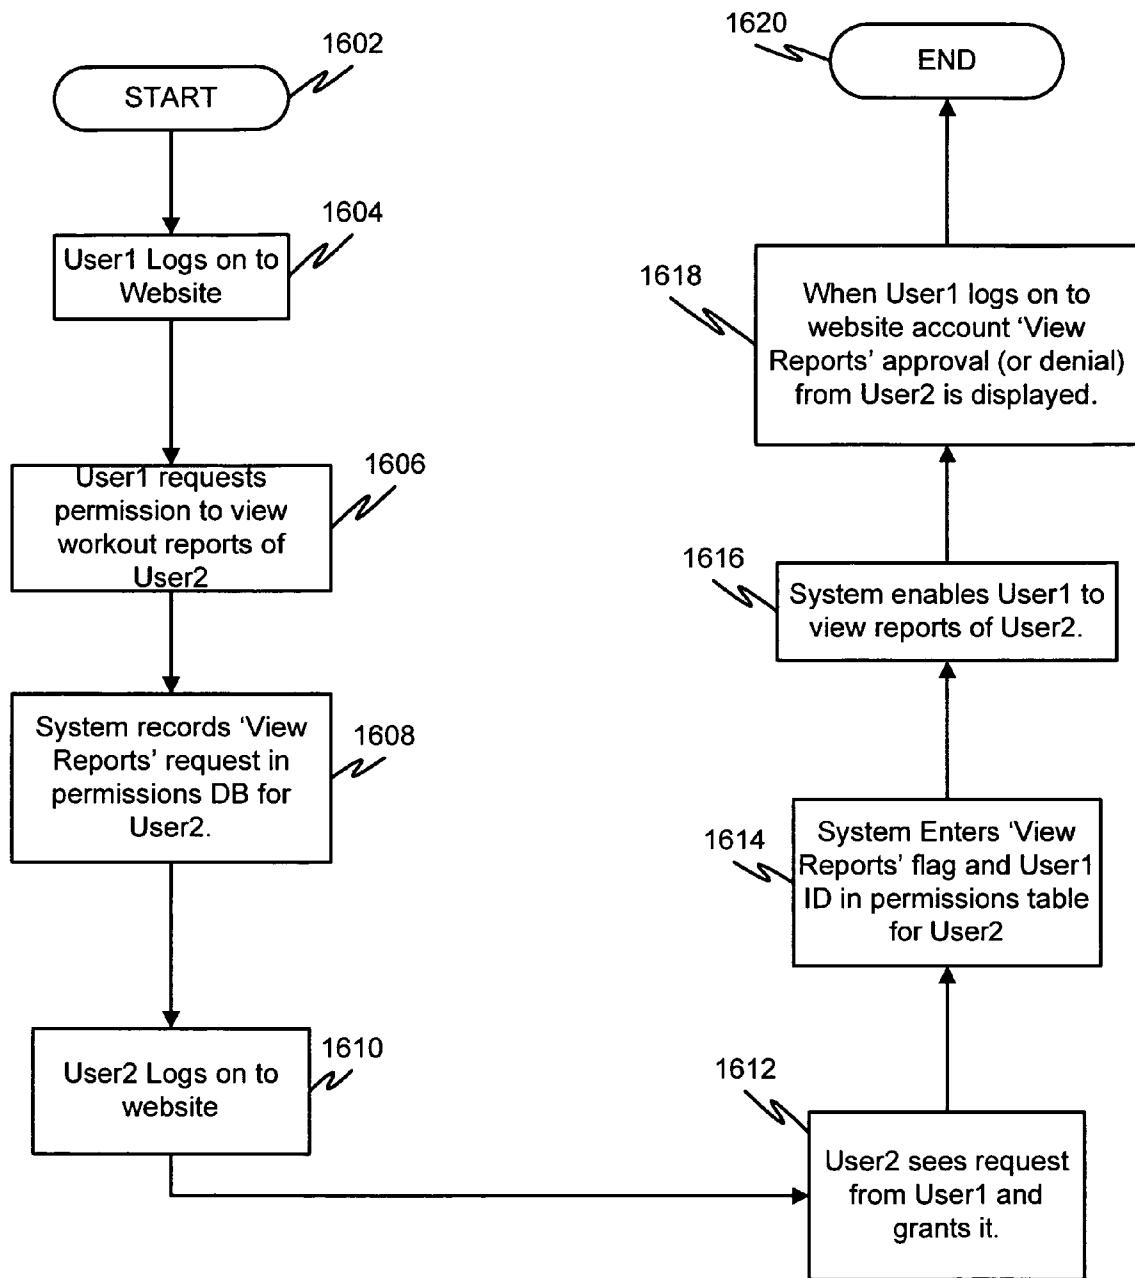 1602
START
1604
User1 Logs on to
Website
1606
User1 requests
permission to view
workout reports of
User2
1608
System records ‘View
Reports’ request in
permissions DB for
User2.
1610
User2 Logs on to
website
1612
User2 sees request
from User1 and
grants it.
1614
System Enters ‘View
Reports’ flag and User1
ID in permissions table
for User2
1616
System enables User1 to
view reports of User2.
1618
When User1 logs on to
website account ‘View
Reports’ approval (or denial)
from User2 is displayed.
1620
END